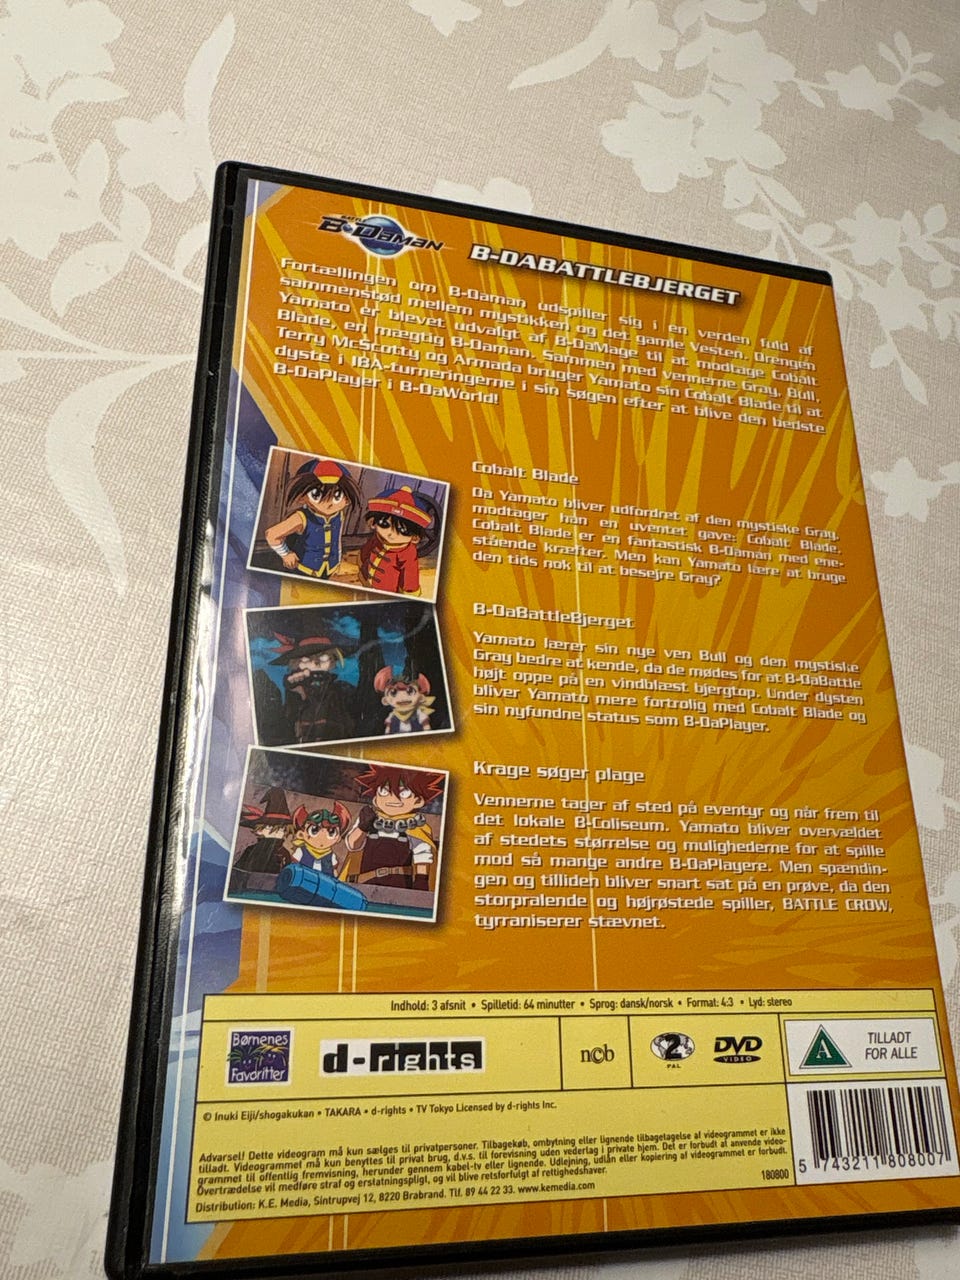 BATTLE
B-DAMAN
B-DABATTLEBJERGET
Fortællingen om B-Daman udspiller sig i en verden fuld af
sammenstød mellem mystikken og det gamle Vesten. Drengen
Yamato er blevet udvalgt af B-DaMage til at modtage Cobalt
Blade, en mægtig B-Daman. Sammen med vennerne Gray, Bull,
Terry McScotty og Armada bruger Yamato sin Cobalt Blade til at
dyste i IBA-turneringerne i sin søgen efter at blive den bedste
B-DaPlayer i B-DaWorld!
Cobalt Blade
Da Yamato bliver udfordret af den mystiske Gray,
modtager han en uventet gave: Cobalt Blade.
Cobalt Blade er en fantastisk B-Daman med ene-
stående kræfter. Men kan Yamato lære at bruge
den tids nok til at besejre Gray?
B-DaBattleBjerget
Yamato lærer sin nye ven Bull og den mystiske
Gray bedre at kende, da de mødes for at B-DaBattle
højt oppe på en vindblæst bjergtop. Under dysten
bliver Yamato mere fortrolig med Cobalt Blade og
sin nyfundne status som B-DaPlayer.
Krage søger plage
Vennerne tager af sted på eventyr og når frem til
det lokale B-Coliseum. Yamato bliver overvældet
af stedets størrelse og mulighederne for at spille
mod så mange andre B-DaPlayere. Men spændin-
gen og tilliden bliver snart sat på en prøve, da den
storpralende og højrøstede spiller, BATTLE CROW,
tyrraniserer stævnet.
Indhold: 3 afsnit • Spilletid: 64 minutter • Sprog: dansk/norsk • Format: 4:3 • Lyd: stereo
Børnenes
Favoritter
d-rights
ncb
2
PAL
DVD
VIDEO
A
TILLADT
FOR ALLE
© Inuki Eiji/shogakukan • TAKARA • d-rights • TV Tokyo Licensed by d-rights Inc.
Advarsel! Dette videogram må kun sælges til privatpersoner. Tilbagekøb, ombytning eller lignende tilbagetagelse af videogrammet er ikke
tilladt. Videogrammet må kun benyttes til privat brug, d.v.s. til forevisning uden vederlag i private hjem. Det er forbudt at anvende video-
grammet til offentlig fremvisning, herunder gennem kabel-tv eller lignende. Udlejning, udlån eller kopiering af videogrammet er forbudt.
Overtrædelse vil medføre straf og erstatningspligt, og vil blive retsforfulgt af rettighedshaver.
180800
Distribution: K.E. Media, Sintrupvej 12, 8220 Brabrand. Tlf. 89 44 22 33. www.kemedia.com
5 743211 808007